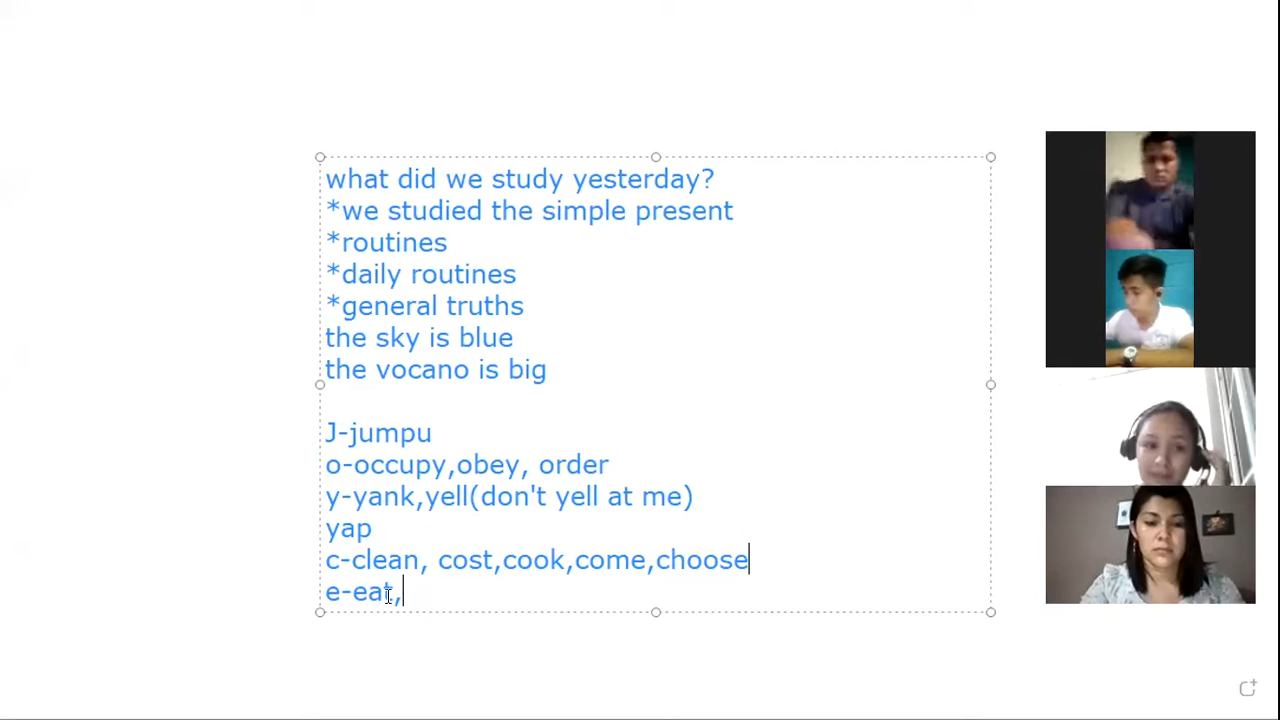 what did we study yesterday?
*we studied the simple present
*routines
*daily routines
*general truths
the sky is blue
the vocano is big
J-jumpu
o-occupy,obey, order
y-yank,yell(don't yell at me)
yap
c-clean, cost,cook,come,choose
e-eat,